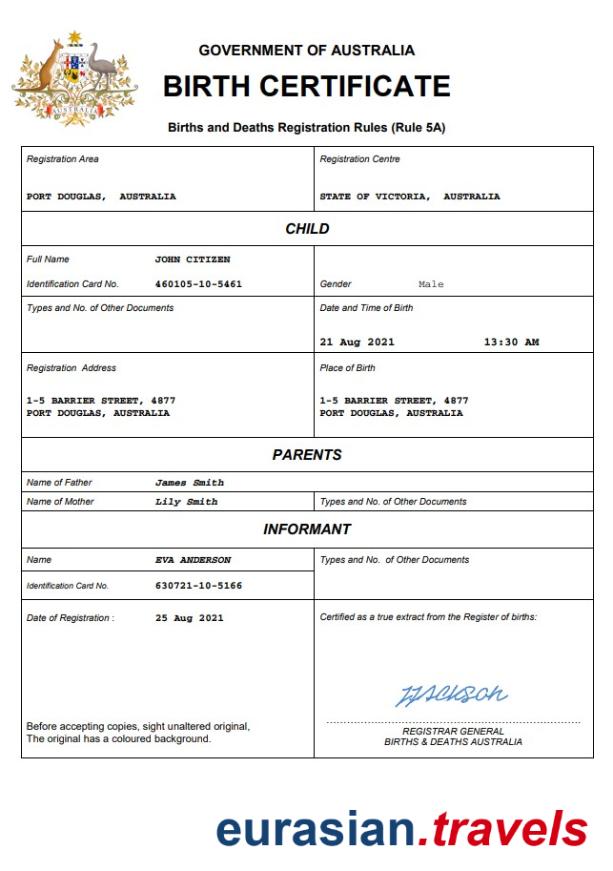 GOVERNMENT OF AUSTRALIA
BIRTH CERTIFICATE
Births and Deaths Registration Rules (Rule 5A)
AUSTRALIA
Registration Area
PORT DOUGLAS, AUSTRALIA
Registration Centre
STATE OF VICTORIA, AUSTRALIA
CHILD
Full Name JOHN CITIZEN
Identification Card No. 460105-10-5461
Gender Male
Types and No. of Other Documents
Date and Time of Birth
21 Aug 2021 13:30 AM
Registration Address
1-5 BARRIER STREET, 4877
PORT DOUGLAS, AUSTRALIA
Place of Birth
1-5 BARRIER STREET, 4877
PORT DOUGLAS, AUSTRALIA
PARENTS
Name of Father James Smith
Name of Mother Lily Smith
Types and No. of Other Documents
INFORMANT
Name EVA ANDERSON
Types and No. of Other Documents
Identification Card No. 630721-10-5166
Date of Registration : 25 Aug 2021
Certified as a true extract from the Register of births:
Before accepting copies, sight unaltered original,
The original has a coloured background.
REGISTRAR GENERAL
BIRTHS & DEATHS AUSTRALIA
eurasian.travels